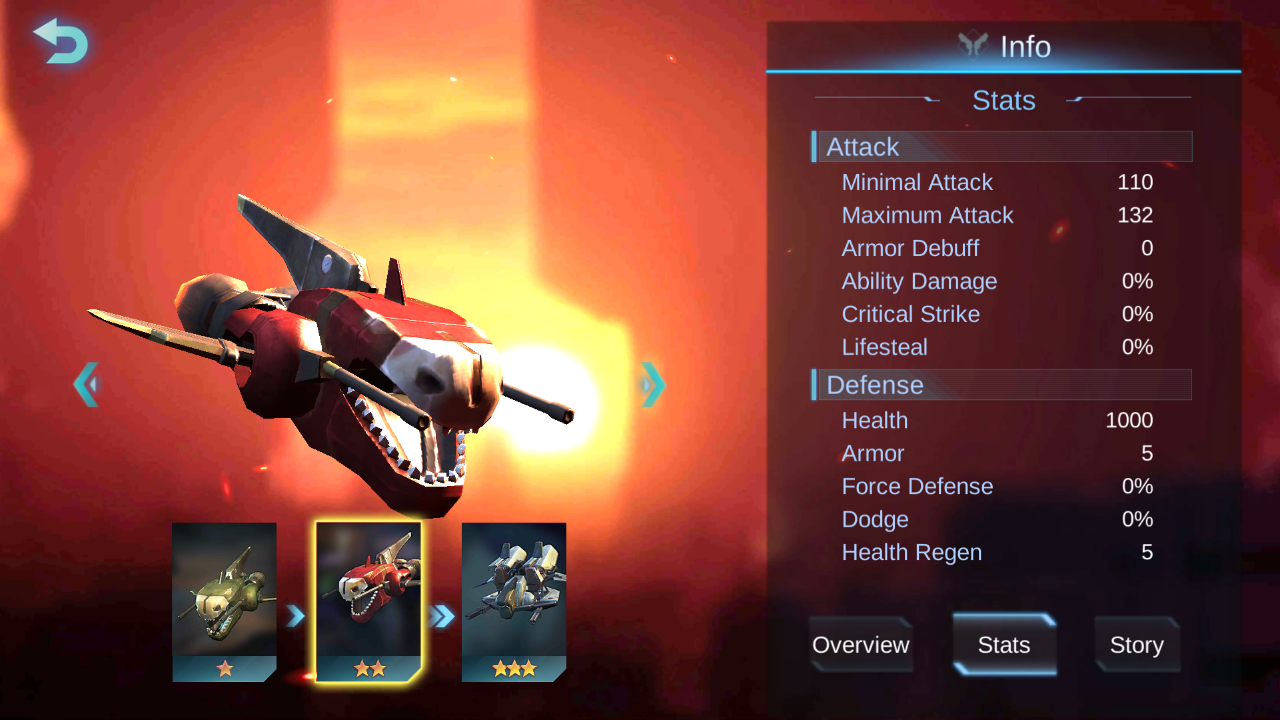 Info
Stats
Attack
Minimal Attack 110
Maximum Attack 132
Armor Debuff 0
Ability Damage 0%
Critical Strike 0%
Lifesteal 0%
Defense
Health 1000
Armor 5
Force Defense 0%
Dodge 0%
Health Regen 5
Overview Stats Story